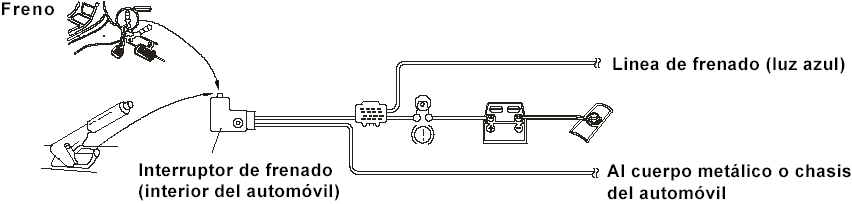 Freno
Linea de frenado (luz azul)
Interruptor de frenado
(interior del automóvil)
Al cuerpo metálico o chasis
del automóvil